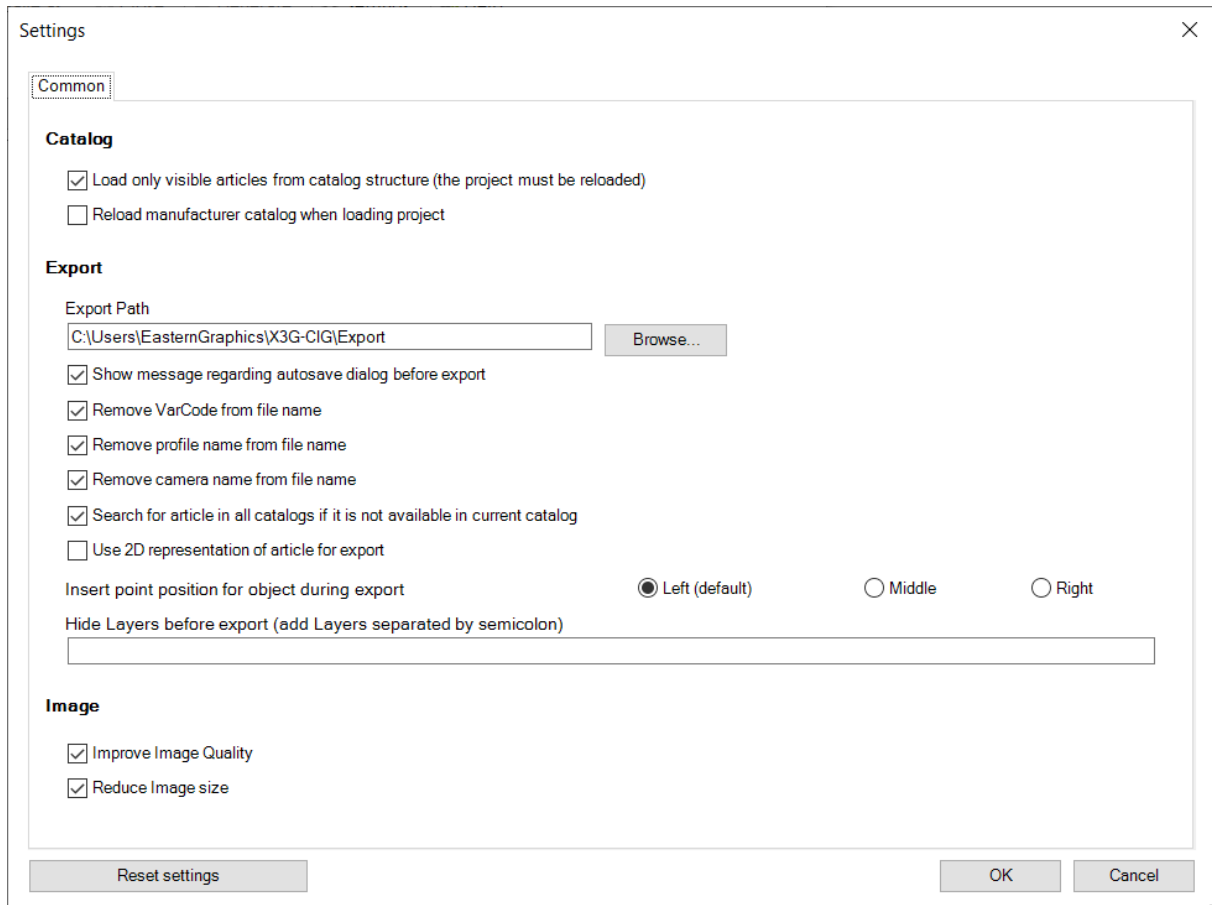 Settings
Common
Catalog
Load only visible articles from catalog structure (the project must be reloaded)
Reload manufacturer catalog when loading project
Export
Export Path
C:\Users\EasternGraphics\X3G-CIG\Export
Browse...
Show message regarding autosave dialog before export
Remove VarCode from file name
Remove profile name from file name
Remove camera name from file name
Search for article in all catalogs if it is not available in current catalog
Use 2D representation of article for export
Insert point position for object during export Left (default) Middle Right
Hide Layers before export (add Layers separated by semicolon)
Image
Improve Image Quality
Reduce Image size
Reset settings OK Cancel